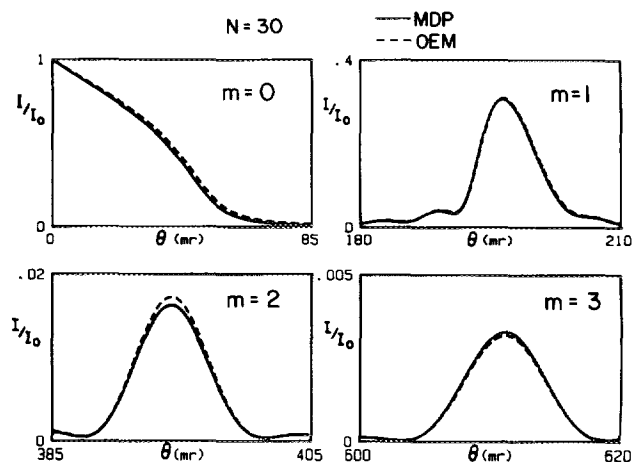 N = 30
MDP
OEM
1
I/I₀
m = 0
0
0
θ (mr)
85
.4
I/I₀
m = 1
0
180
θ (mr)
210
.02
I/I₀
m = 2
0
385
θ (mr)
405
.005
I/I₀
m = 3
0
600
θ (mr)
620